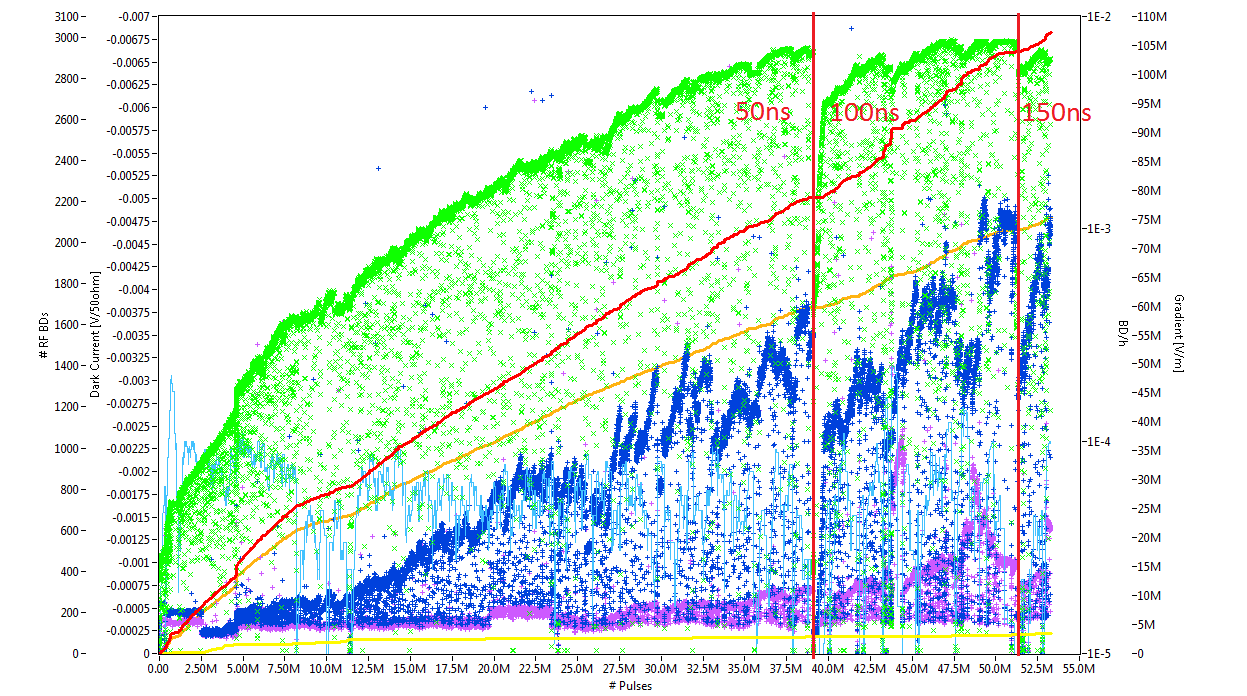 3100
3000
2800
2600
2400
2200
2000
1800
1600
1400
1200
1000
800
600
400
200
0
# RF BDs
-0.007
-0.00675
-0.0065
-0.00625
-0.006
-0.00575
-0.0055
-0.00525
-0.005
-0.00475
-0.0045
-0.00425
-0.004
-0.00375
-0.0035
-0.00325
-0.003
-0.00275
-0.0025
-0.00225
-0.002
-0.00175
-0.0015
-0.00125
-0.001
-0.00075
-0.0005
-0.00025
0
Dark Current [V/50ohm]
50ns
100ns
150ns
1E-2
1E-3
1E-4
1E-5
BD/h
110M
105M
100M
95M
90M
85M
80M
75M
70M
65M
60M
55M
50M
45M
40M
35M
30M
25M
20M
15M
10M
5M
0
Gradient [V/m]
0.00 2.5M 5.0M 7.5M 10.0M 12.5M 15.0M 17.5M 20.0M 22.5M 25.0M 27.5M 30.0M 32.5M 35.0M 37.5M 40.0M 42.5M 45.0M 47.5M 50.0M 52.5M 55.0M
# Pulses